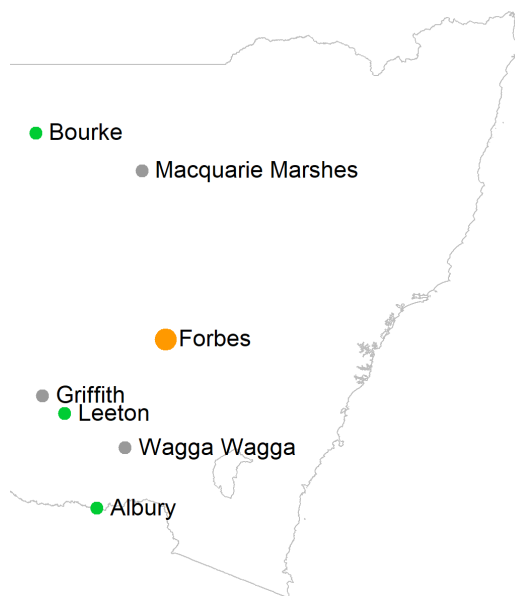 Bourke
Macquarie Marshes
Forbes
Griffith
Leeton
Wagga Wagga
Albury